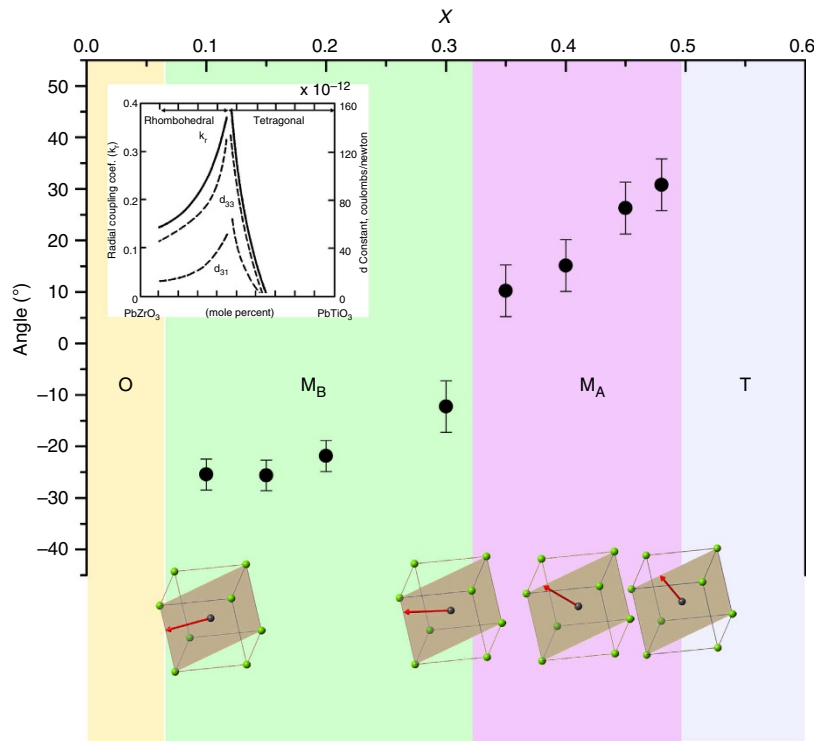 X
0.0 0.1 0.2 0.3 0.4 0.5 0.6
Angle (°)
50
40
30
20
10
0
–10
–20
–30
–40
x 10⁻¹²
Radial coupling coef. (kᵣ)
0.4
0.3
0.2
0.1
0
Rhombohedral Tetragonal
kᵣ
d₃₃
d₃₁
160
120
80
40
0
d Constant, coulombs/newton
PbZrO₃ (mole percent) PbTiO₃
O M_B M_A T